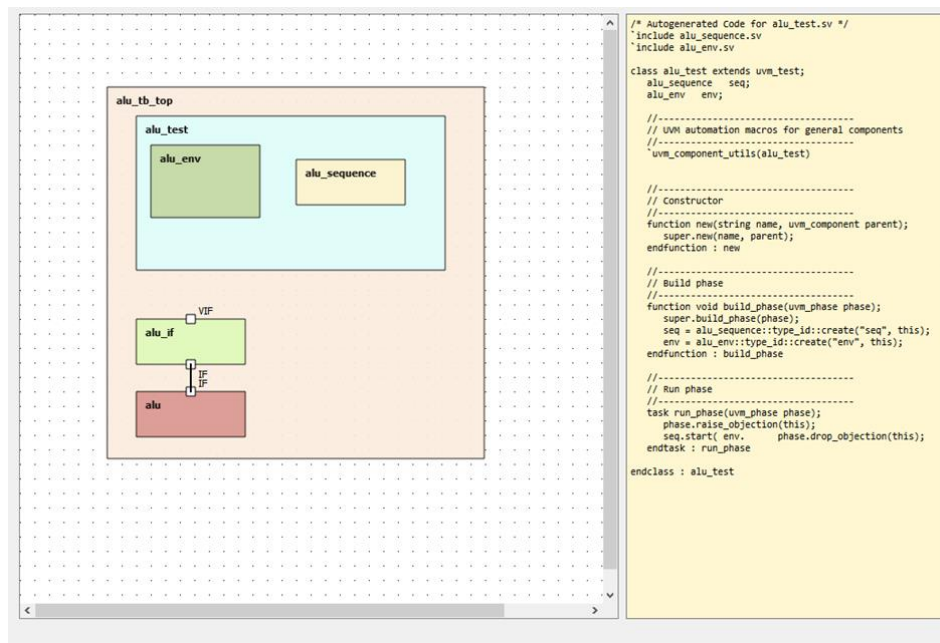 alu_tb_top
alu_test
alu_env
alu_sequence
VIF
alu_if
IF
IF
alu
/* Autogenerated Code for alu_test.sv */
`include alu_sequence.sv
`include alu_env.sv
class alu_test extends uvm_test;
alu_sequence seq;
alu_env env;
//-----------------------------------
// UVM automation macros for general components
//-----------------------------------
`uvm_component_utils(alu_test)
//-----------------------------------
// Constructor
//-----------------------------------
function new(string name, uvm_component parent);
super.new(name, parent);
endfunction : new
//-----------------------------------
// Build phase
//-----------------------------------
function void build_phase(uvm_phase phase);
super.build_phase(phase);
seq = alu_sequence::type_id::create("seq", this);
env = alu_env::type_id::create("env", this);
endfunction : build_phase
//-----------------------------------
// Run phase
//-----------------------------------
task run_phase(uvm_phase phase);
phase.raise_objection(this);
seq.start( env. phase.drop_objection(this);
endtask : run_phase
endclass : alu_test